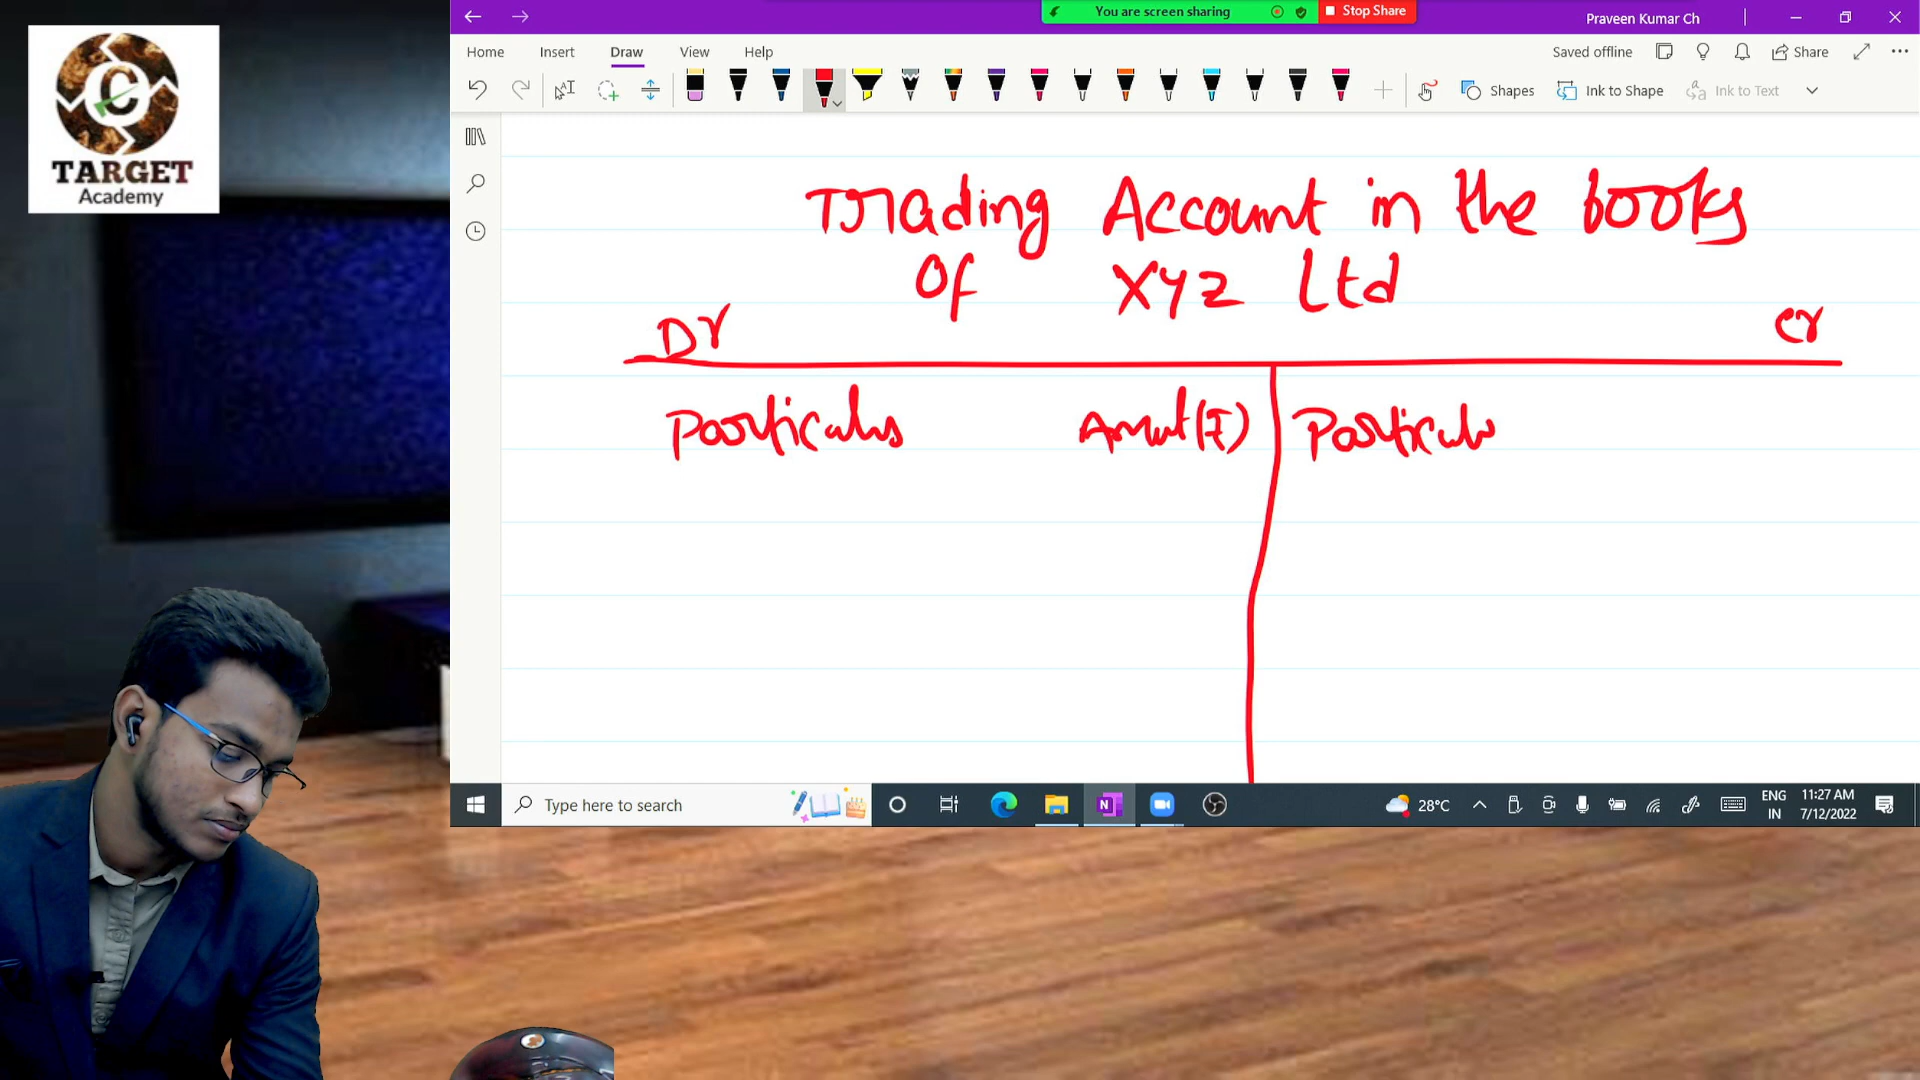 TARGET
Academy
You are screen sharing
Stop Share
Praveen Kumar Ch
Home Insert Draw View Help
Saved offline
Share
Shapes
Ink to Shape
Ink to Text
Trading Account in the books
Of XYZ Ltd
Dr Cr
Particulars Amt(₹) Particulars
Type here to search
28°C
ENG
IN
11:27 AM
7/12/2022